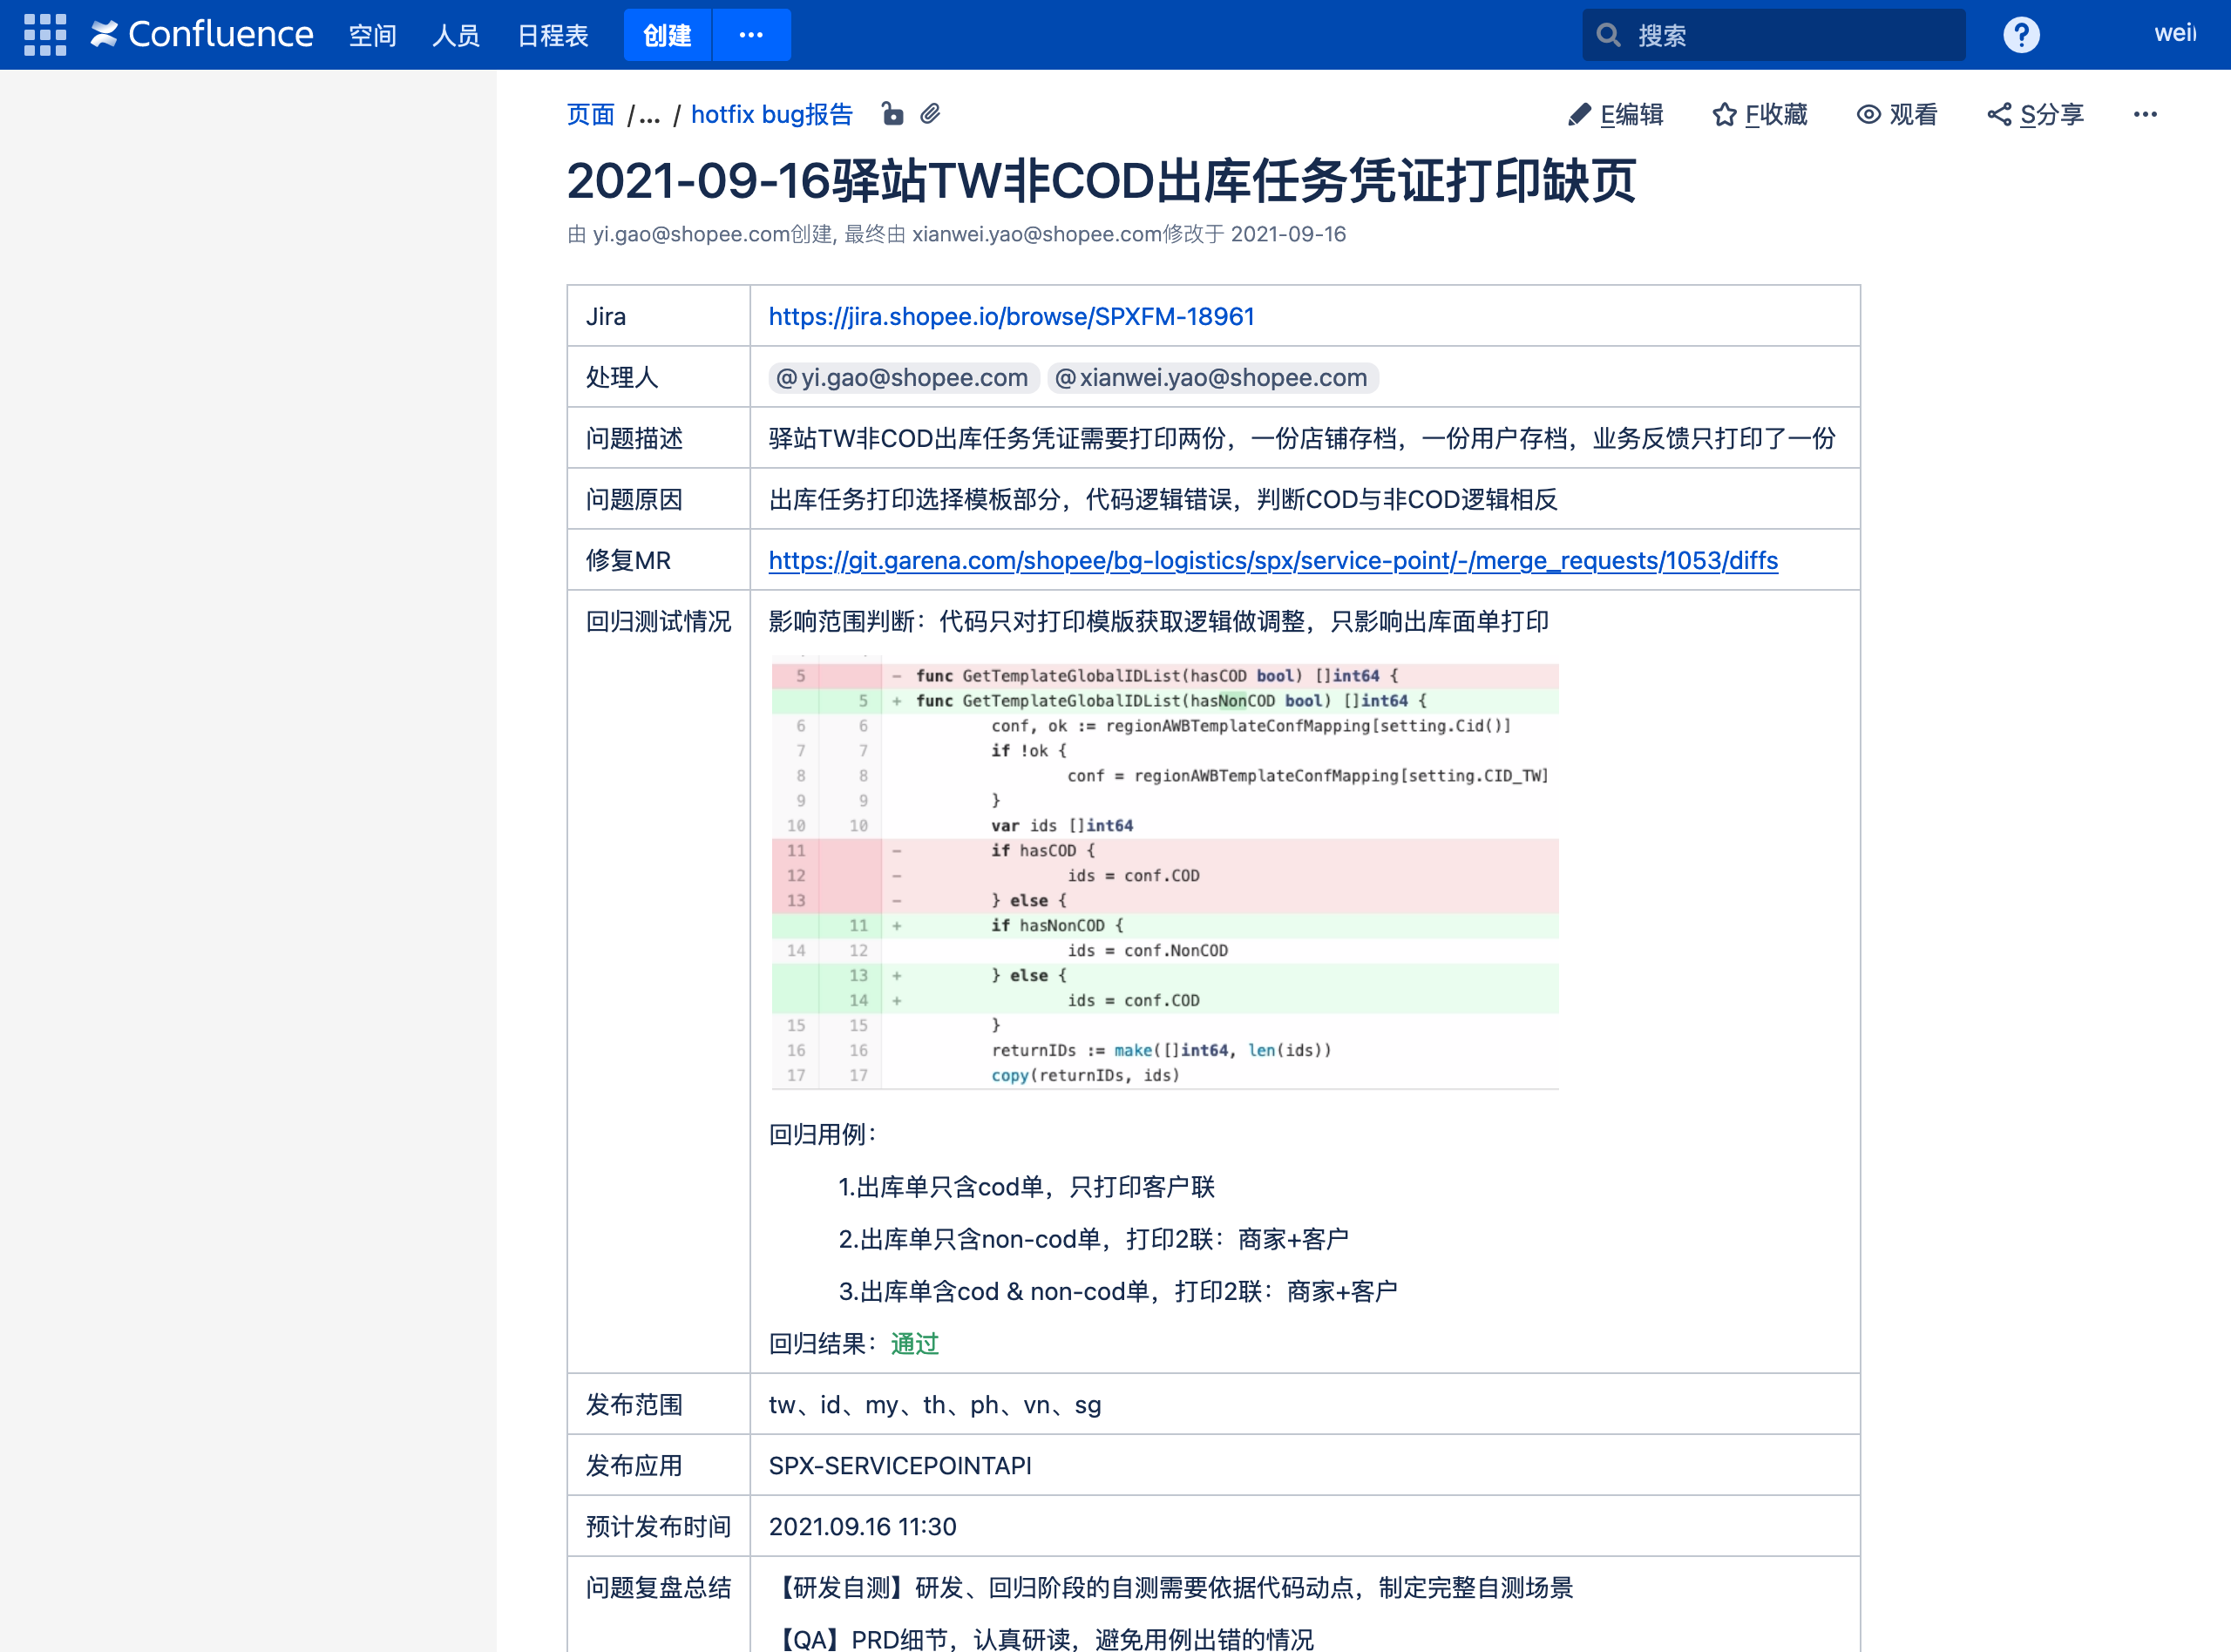 Confluence 空间 人员 日程表 创建 ··· 搜索 ? wei
页面 /... / hotfix bug报告 E编辑 F收藏 观看 S分享 ···
2021-09-16驿站TW非COD出库任务凭证打印缺页
由 yi.gao@shopee.com创建, 最终由 xianwei.yao@shopee.com修改于 2021-09-16
Jira https://jira.shopee.io/browse/SPXFM-18961
处理人 @yi.gao@shopee.com @xianwei.yao@shopee.com
问题描述 驿站TW非COD出库任务凭证需要打印两份，一份店铺存档，一份用户存档，业务反馈只打印了一份
问题原因 出库任务打印选择模板部分，代码逻辑错误，判断COD与非COD逻辑相反
修复MR https://git.garena.com/shopee/bg-logistics/spx/service-point/-/merge_requests/1053/diffs
回归测试情况 影响范围判断：代码只对打印模版获取逻辑做调整，只影响出库面单打印
5 - func GetTemplateGlobalIDList(hasCOD bool) []int64 {
5 + func GetTemplateGlobalIDList(hasNonCOD bool) []int64 {
6 6 conf, ok := regionAWBTemplateConfMapping[setting.Cid()]
7 7 if !ok {
8 8 conf = regionAWBTemplateConfMapping[setting.CID_TW]
9 9 }
10 10 var ids []int64
11 - if hasCOD {
12 - ids = conf.COD
13 - } else {
11 + if hasNonCOD {
14 12 ids = conf.NonCOD
13 + } else {
14 + ids = conf.COD
15 15 }
16 16 returnIDs := make([]int64, len(ids))
17 17 copy(returnIDs, ids)
回归用例：
1.出库单只含cod单，只打印客户联
2.出库单只含non-cod单，打印2联：商家+客户
3.出库单含cod & non-cod单，打印2联：商家+客户
回归结果：通过
发布范围 tw、id、my、th、ph、vn、sg
发布应用 SPX-SERVICEPOINTAPI
预计发布时间 2021.09.16 11:30
问题复盘总结 【研发自测】研发、回归阶段的自测需要依据代码动点，制定完整自测场景
【QA】PRD细节，认真研读，避免用例出错的情况